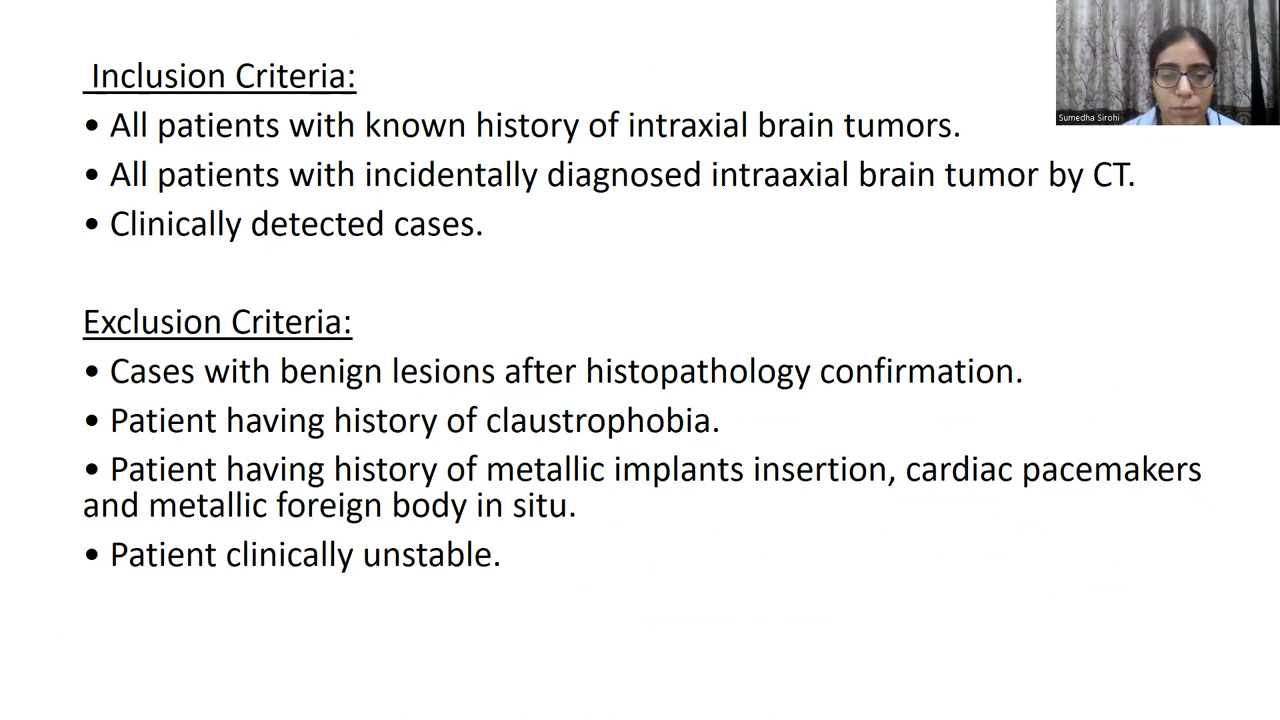 Inclusion Criteria:
• All patients with known history of intraxial brain tumors.
• All patients with incidentally diagnosed intraaxial brain tumor by CT.
• Clinically detected cases.
Exclusion Criteria:
• Cases with benign lesions after histopathology confirmation.
• Patient having history of claustrophobia.
• Patient having history of metallic implants insertion, cardiac pacemakers
and metallic foreign body in situ.
• Patient clinically unstable.
Sumedha Sirohi